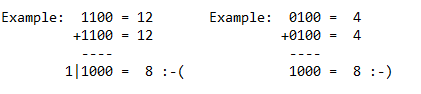 Example:  1100 = 12      Example:  0100 =  4
         +1100 = 12               +0100 =  4
          ----                     ----
        1|1000 =  8 :-(            1000 =  8 :-)